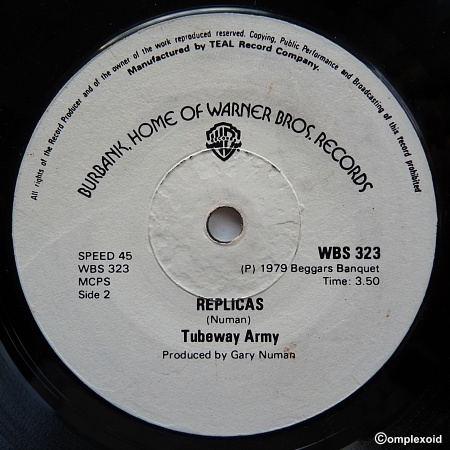 All rights of the Record Producer and of the owner of the work reproduced reserved. Copying, Public Performance and Broadcasting of this record prohibited
Manufactured by TEAL Record Company.
BURBANK, HOME OF WARNER BROS. RECORDS
WB
SPEED 45
WBS 323
MCPS
Side 2
WBS 323
(P) 1979 Beggars Banquet
Time: 3.50
REPLICAS
(Numan)
Tubeway Army
Produced by Gary Numan
©omplexoid